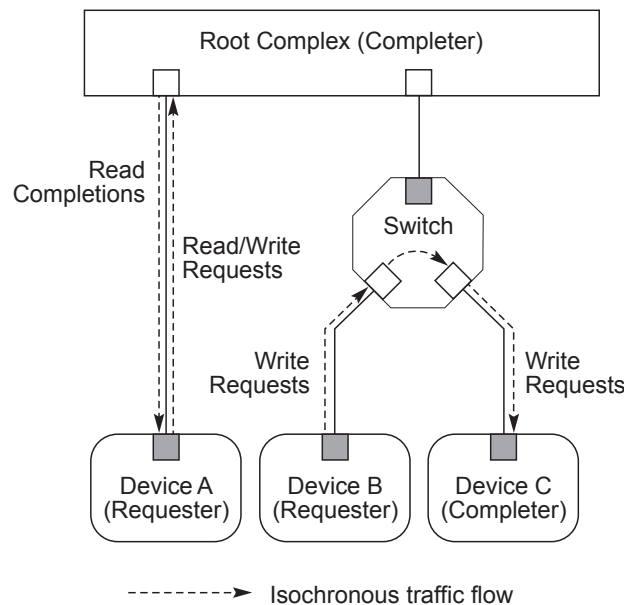 Root Complex (Completer)
Read
Completions
Read/Write
Requests
Switch
Write
Requests
Write
Requests
Device A
(Requester)
Device B
(Requester)
Device C
(Completer)
Isochronous traffic flow